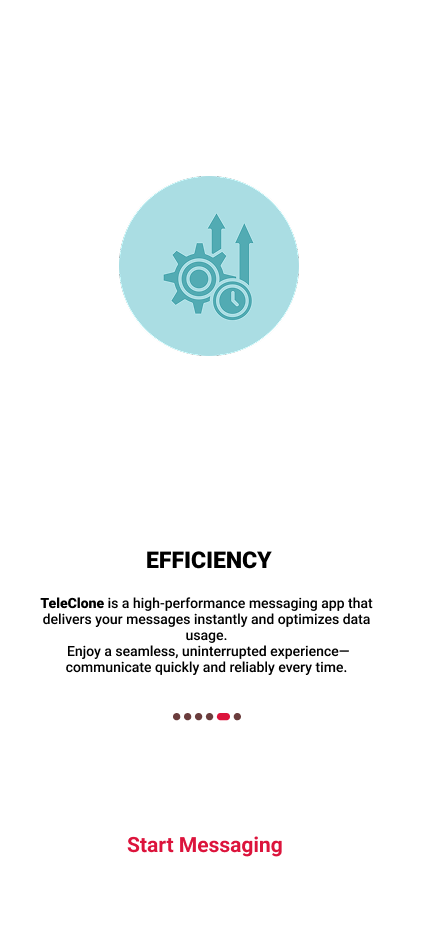 EFFICIENCY
TeleClone is a high-performance messaging app that
delivers your messages instantly and optimizes data
usage.
Enjoy a seamless, uninterrupted experience—
communicate quickly and reliably every time.
Start Messaging